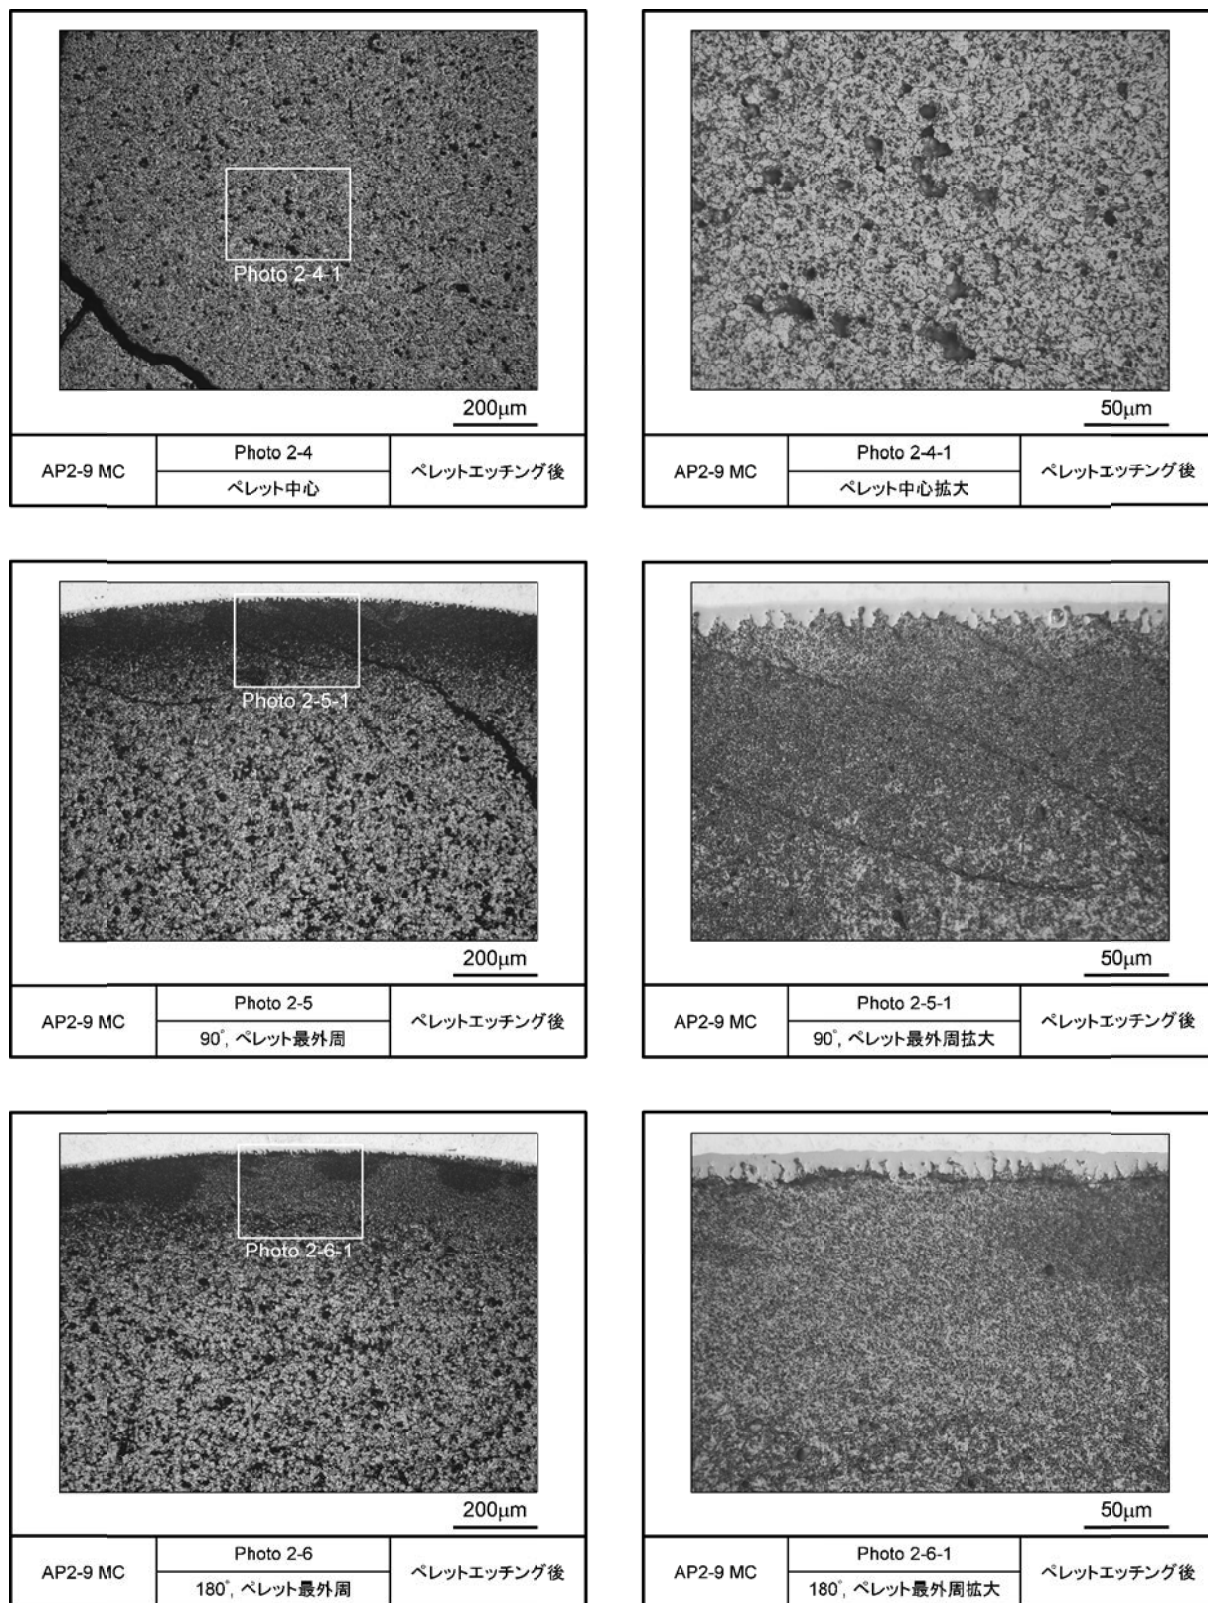 Photo 2-4-1
200μm
AP2-9 MC
Photo 2-4
ペレット中心
ペレットエッチング後
50μm
AP2-9 MC
Photo 2-4-1
ペレット中心拡大
ペレットエッチング後
Photo 2-5-1
200μm
AP2-9 MC
Photo 2-5
90°, ペレット最外周
ペレットエッチング後
50μm
AP2-9 MC
Photo 2-5-1
90°, ペレット最外周拡大
ペレットエッチング後
Photo 2-6-1
200μm
AP2-9 MC
Photo 2-6
180°, ペレット最外周
ペレットエッチング後
50μm
AP2-9 MC
Photo 2-6-1
180°, ペレット最外周拡大
ペレットエッチング後